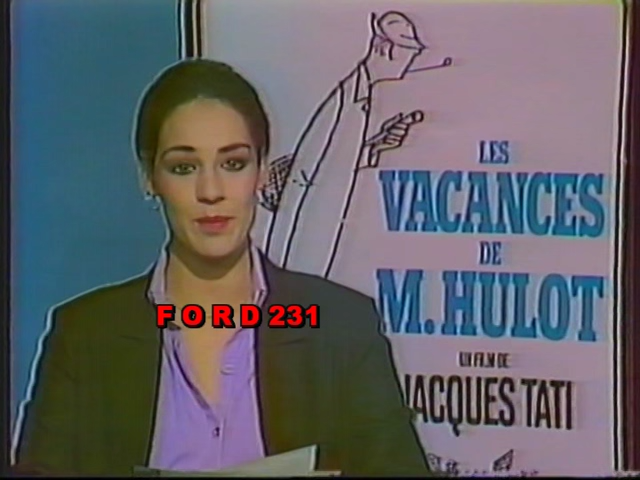 LES
VACANCES
DE
M. HULOT
FORD 231
UN FILM DE
JACQUES TATI